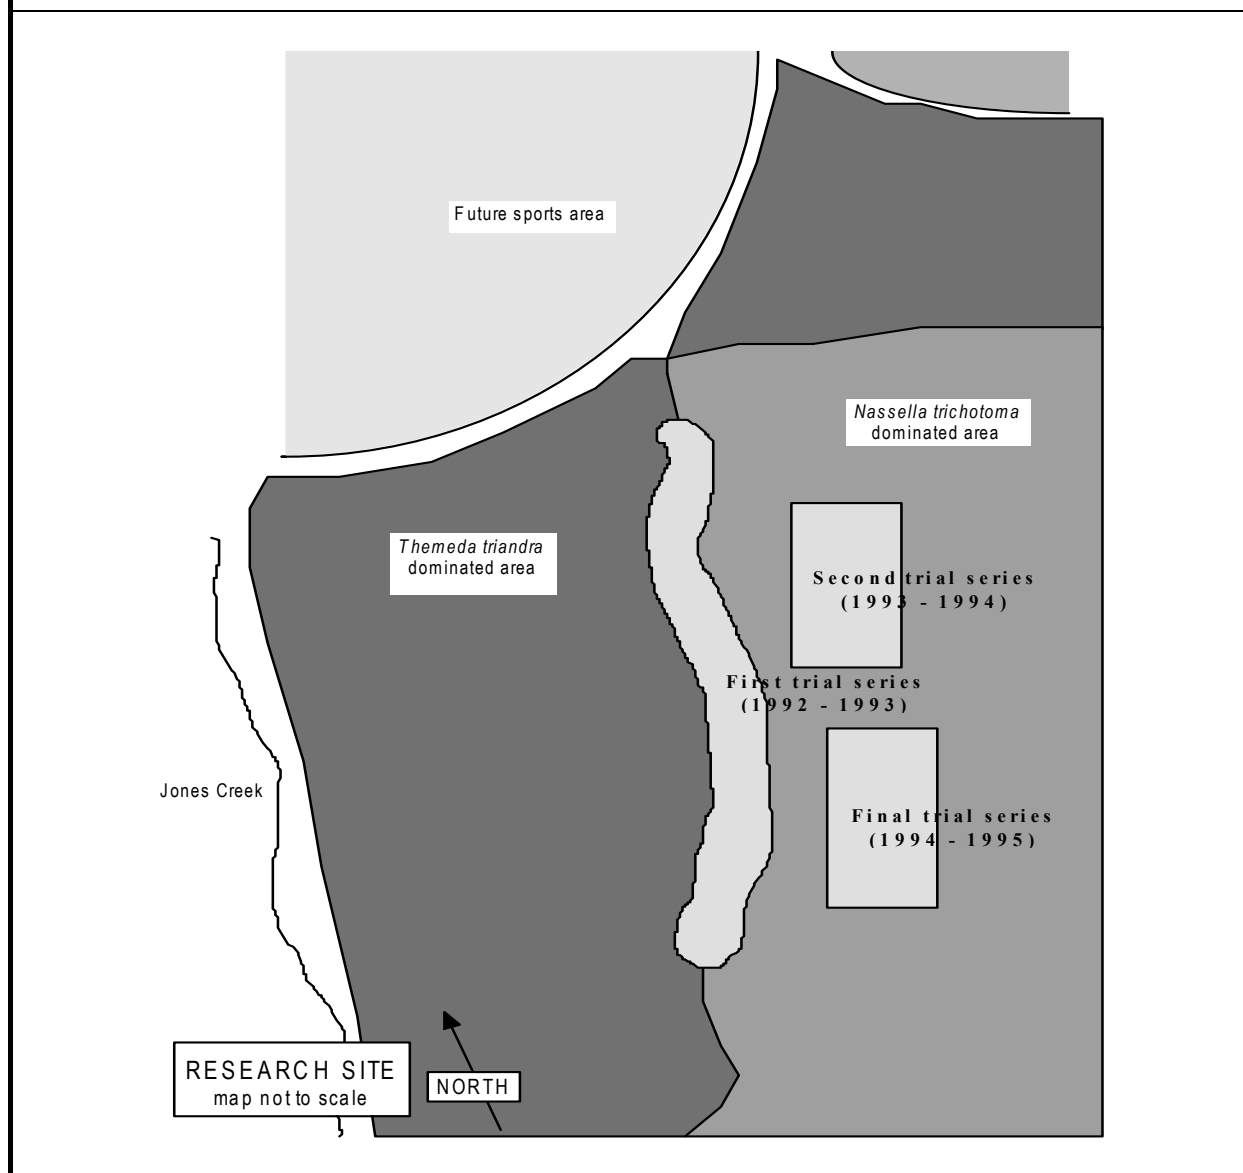 Future sports area
Nassella trichotoma
dominated area
Themeda triandra
dominated area
Second trial series
(1993 - 1994)
First trial series
(1992 - 1993)
Jones Creek
Final trial series
(1994 - 1995)
RESEARCH SITE
map not to scale
NORTH